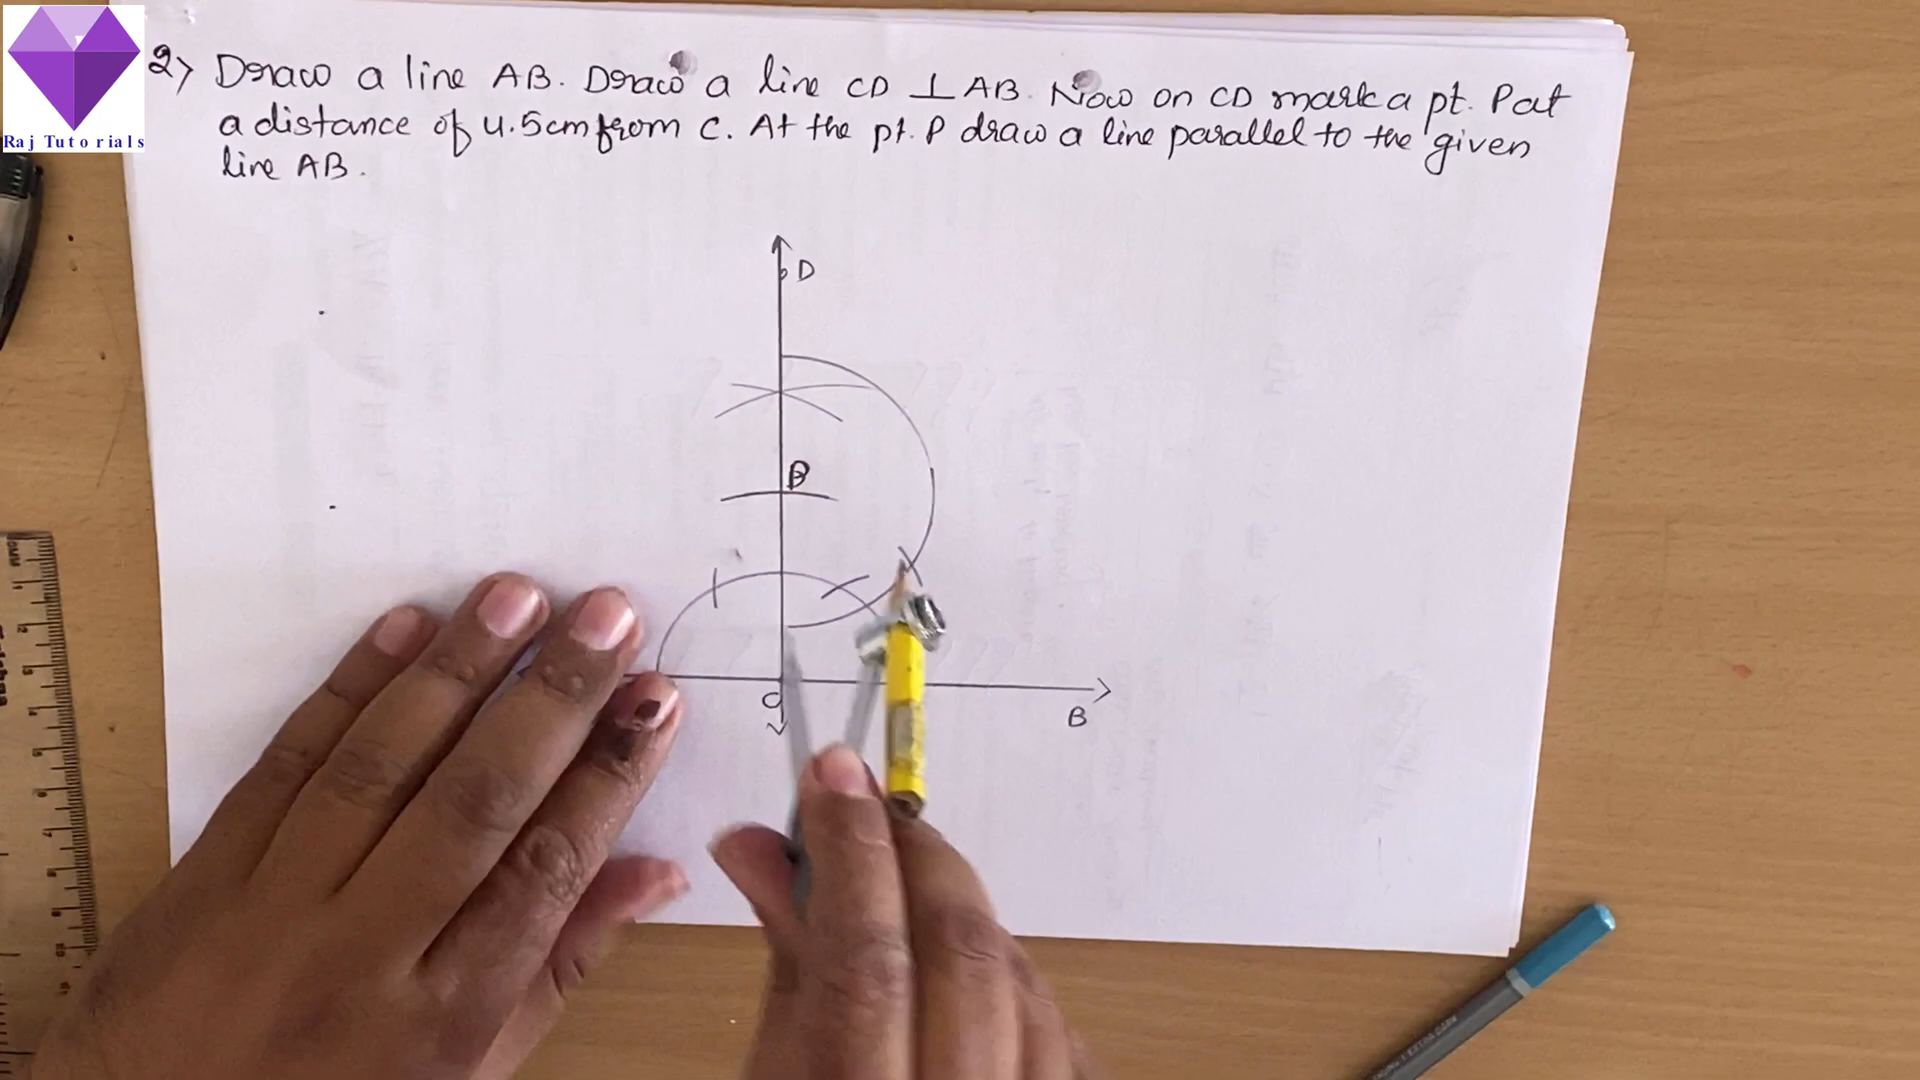 2) Draw a line AB. Draw a line CD ⊥ AB. Now on CD mark a pt. P at
a distance of 4.5cm from C. At the pt. P draw a line parallel to the given
line AB.
Raj Tutorials
D
P
C
B